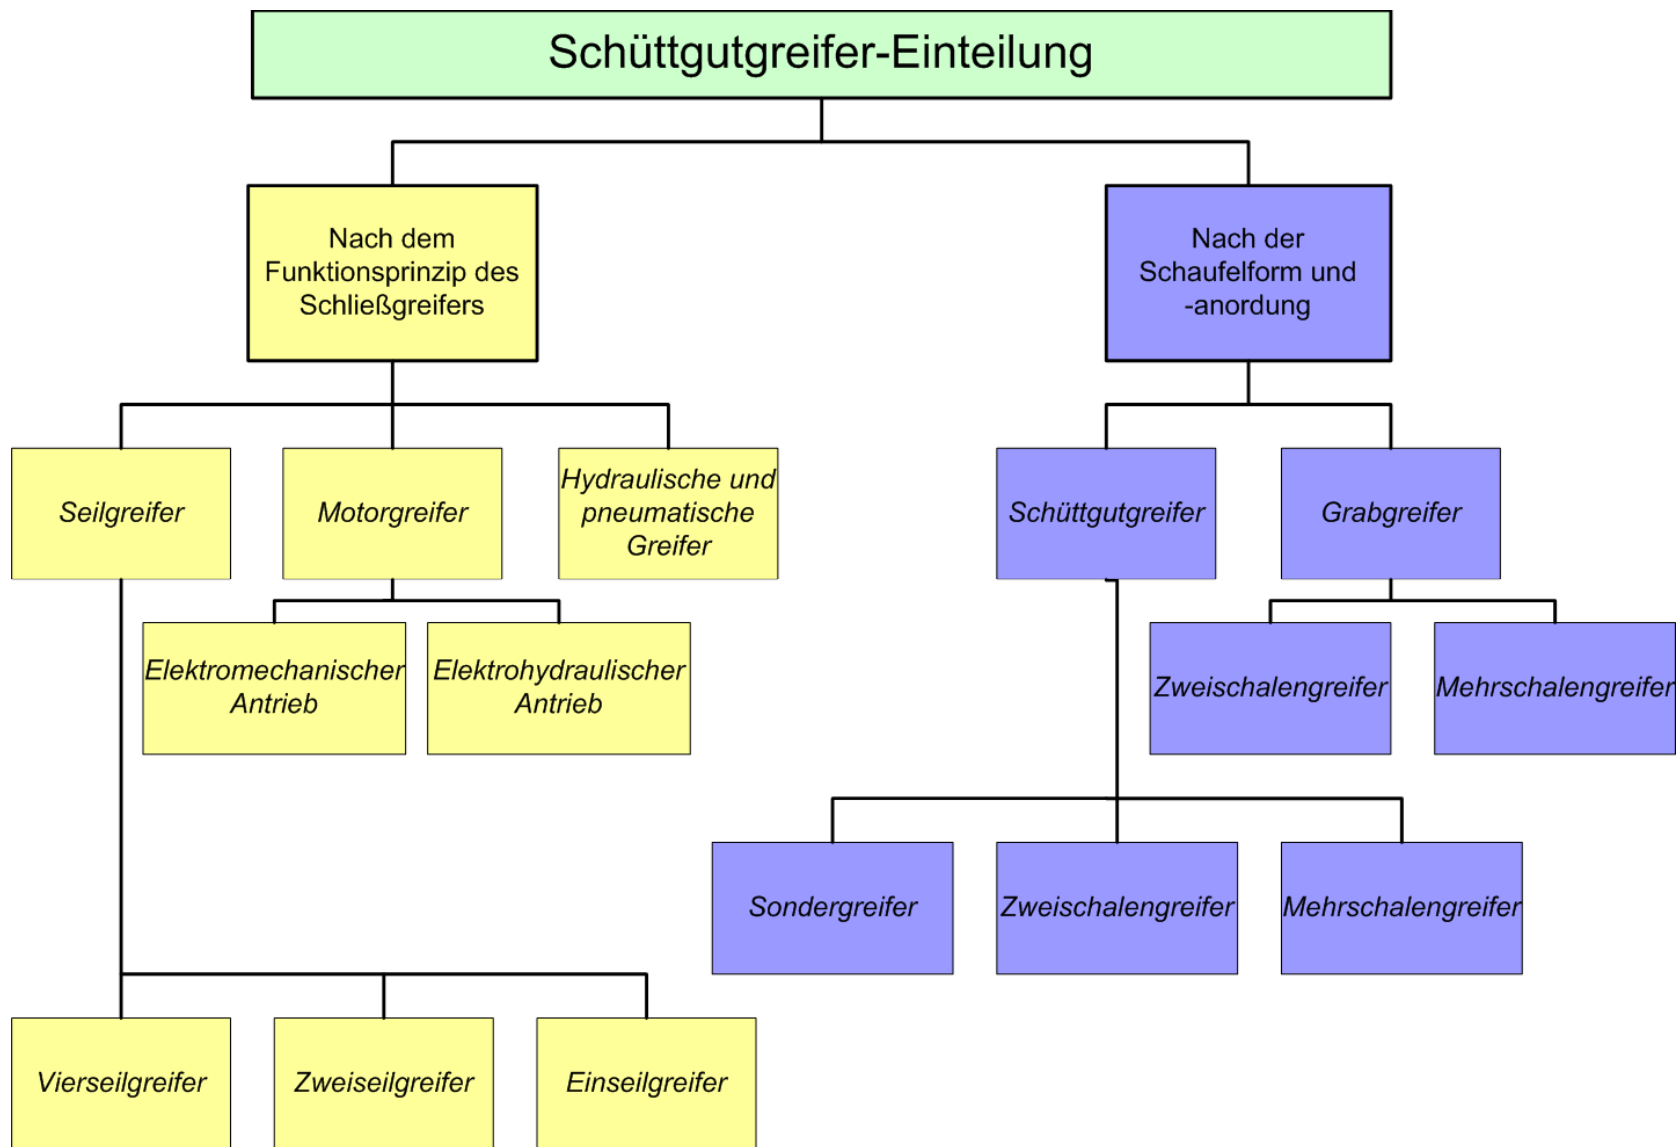 Schüttgutgreifer-Einteilung
Nach dem
Funktionsprinzip des
Schließgreifers
Nach der
Schaufelform und
-anordung
Seilgreifer
Motorgreifer
Hydraulische und
pneumatische
Greifer
Schüttgutgreifer
Grabgreifer
Elektromechanischer
Antrieb
Elektrohydraulischer
Antrieb
Zweischalengreifer
Mehrschalengreifer
Sondergreifer
Zweischalengreifer
Mehrschalengreifer
Vierseilgreifer
Zweiseilgreifer
Einseilgreifer